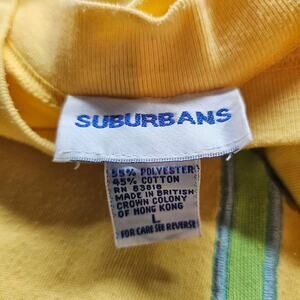 SUBURBANS
55% POLYESTER
45% COTTON
RN 63818
MADE IN BRITISH
CROWN COLONY
OF HONG KONG
L
FOR CARE SEE REVERSE